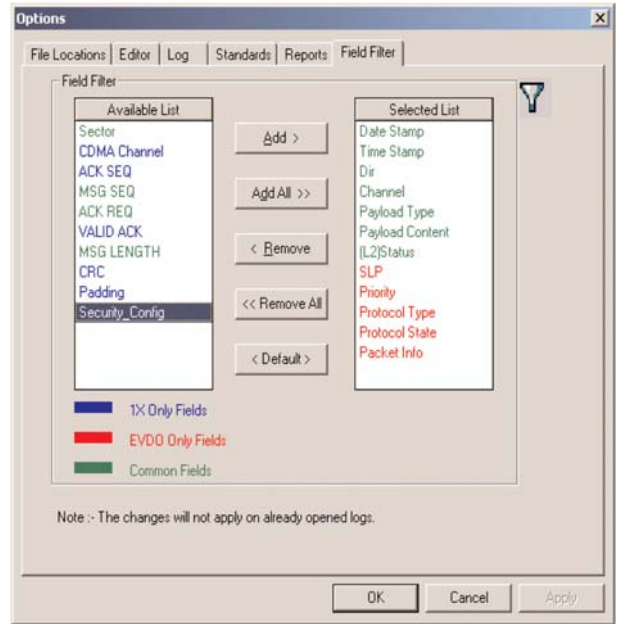 Options
File Locations Editor Log Standards Reports Field Filter
Field Filter
Available List
Sector
CDMA Channel
ACK SEQ
MSG SEQ
ACK REQ
VALID ACK
MSG LENGTH
CRC
Padding
Security_Config
Add >
Add All >>
< Remove
<< Remove All
< Default >
Selected List
Date Stamp
Time Stamp
Dir
Channel
Payload Type
Payload Content
(L2)Status
SLP
Priority
Protocol Type
Protocol State
Packet Info
1X Only Fields
EVDO Only Fields
Common Fields
Note :- The changes will not apply on already opened logs.
OK Cancel Apply